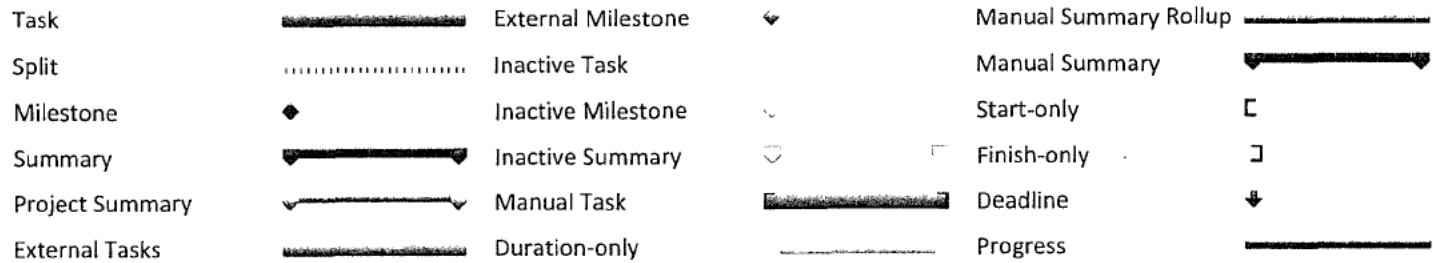 Task External Milestone Manual Summary Rollup
Split Inactive Task Manual Summary
Milestone Inactive Milestone Start-only
Summary Inactive Summary Finish-only
Project Summary Manual Task Deadline
External Tasks Duration-only Progress